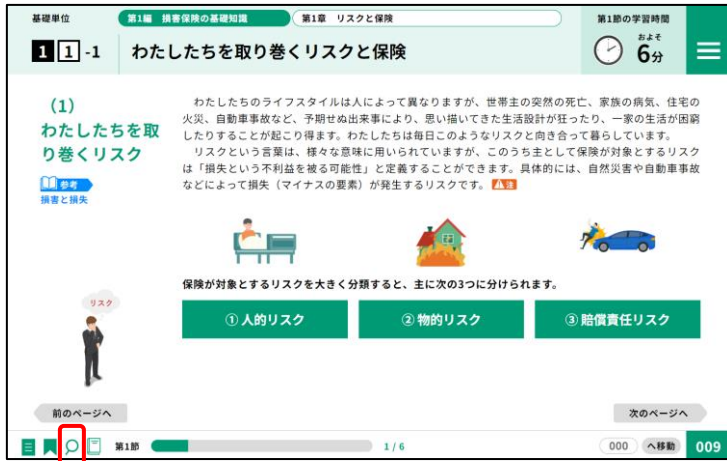 基礎単位
第1編 損害保険の基礎知識
第1章 リスクと保険
第1節の学習時間
1 1 -1
わたしたちを取り巻くリスクと保険
およそ
6分
(1)
わたしたちを取
り巻くリスク
参考
損害と損失
わたしたちのライフスタイルは人によって異なりますが、世帯主の突然の死亡、家族の病気、住宅の
火災、自動車事故など、予期せぬ出来事により、思い描いてきた生活設計が狂ったり、一家の生活が困窮
したりすることが起こり得ます。わたしたちは毎日このようなリスクと向き合って暮らしています。
リスクという言葉は、様々な意味に用いられていますが、このうち主として保険が対象とするリスク
は「損失という不利益を被る可能性」と定義することができます。具体的には、自然災害や自動車事故
などによって損失(マイナスの要素)が発生するリスクです。注
保険が対象とするリスクを大きく分類すると、主に次の3つに分けられます。
リスク
① 人的リスク
② 物的リスク
③ 賠償責任リスク
前のページへ
次のページへ
第1節
1 / 6
000
へ移動
009